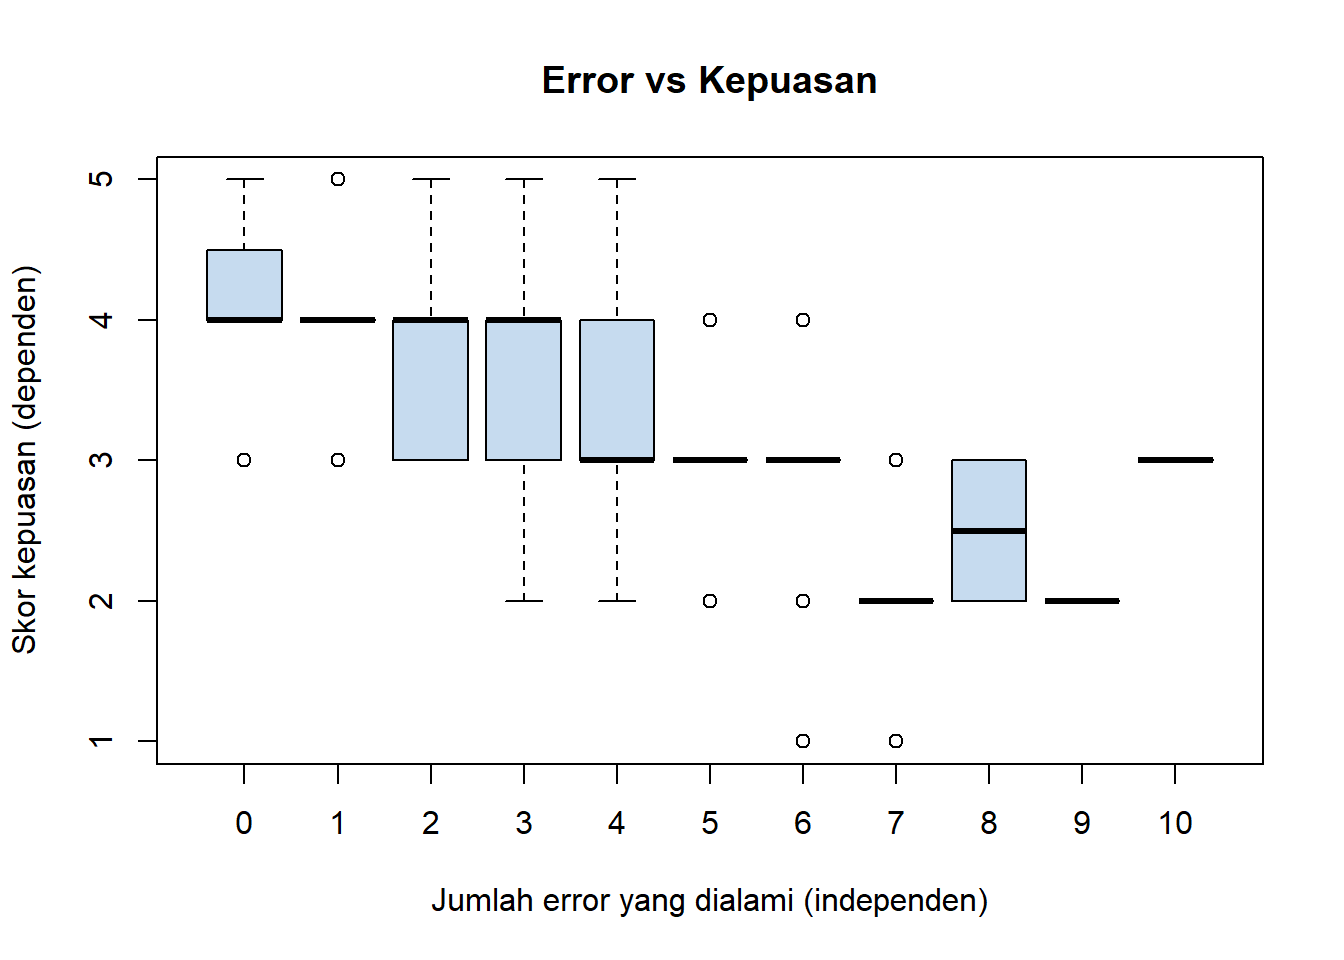 Error vs Kepuasan
Skor kepuasan (dependen)
5
4
3
2
1
0 1 2 3 4 5 6 7 8 9 10
Jumlah error yang dialami (independen)